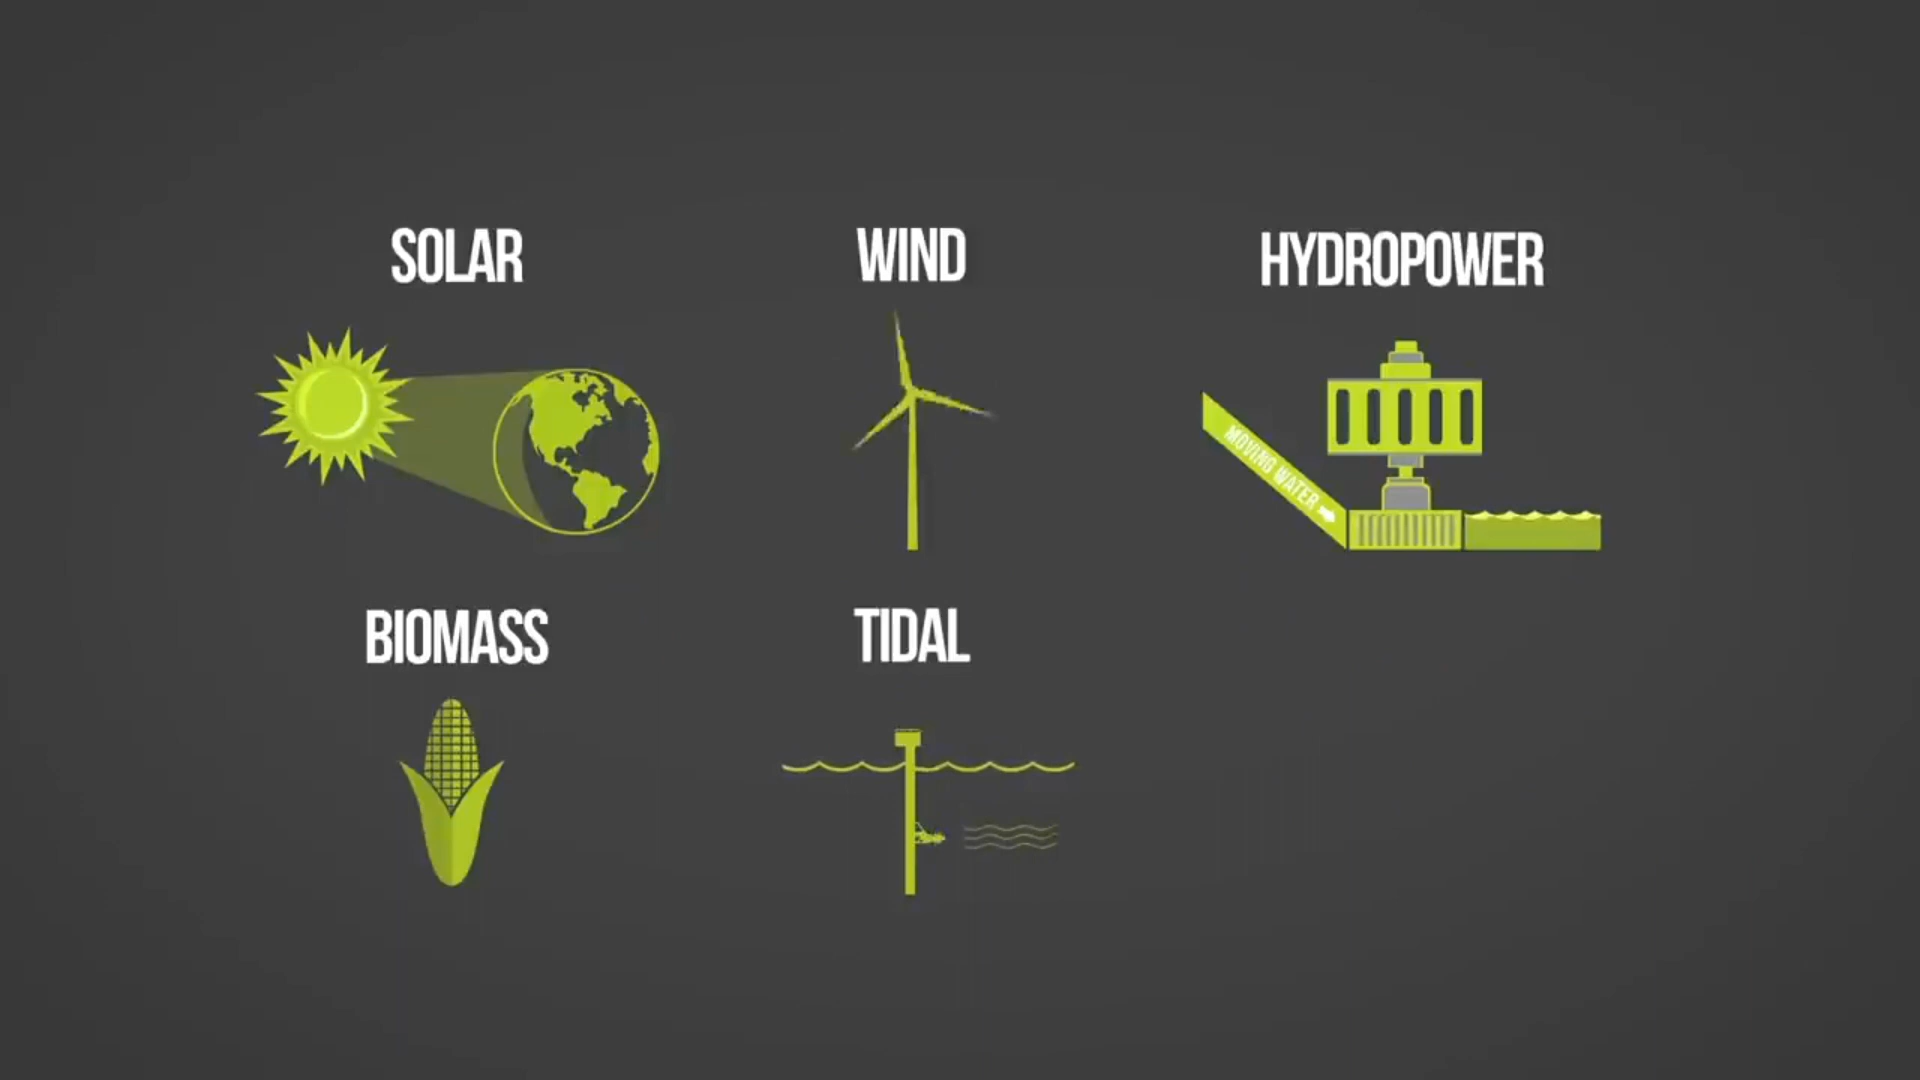 SOLAR
WIND
HYDROPOWER
MOVING WATER
BIOMASS
TIDAL